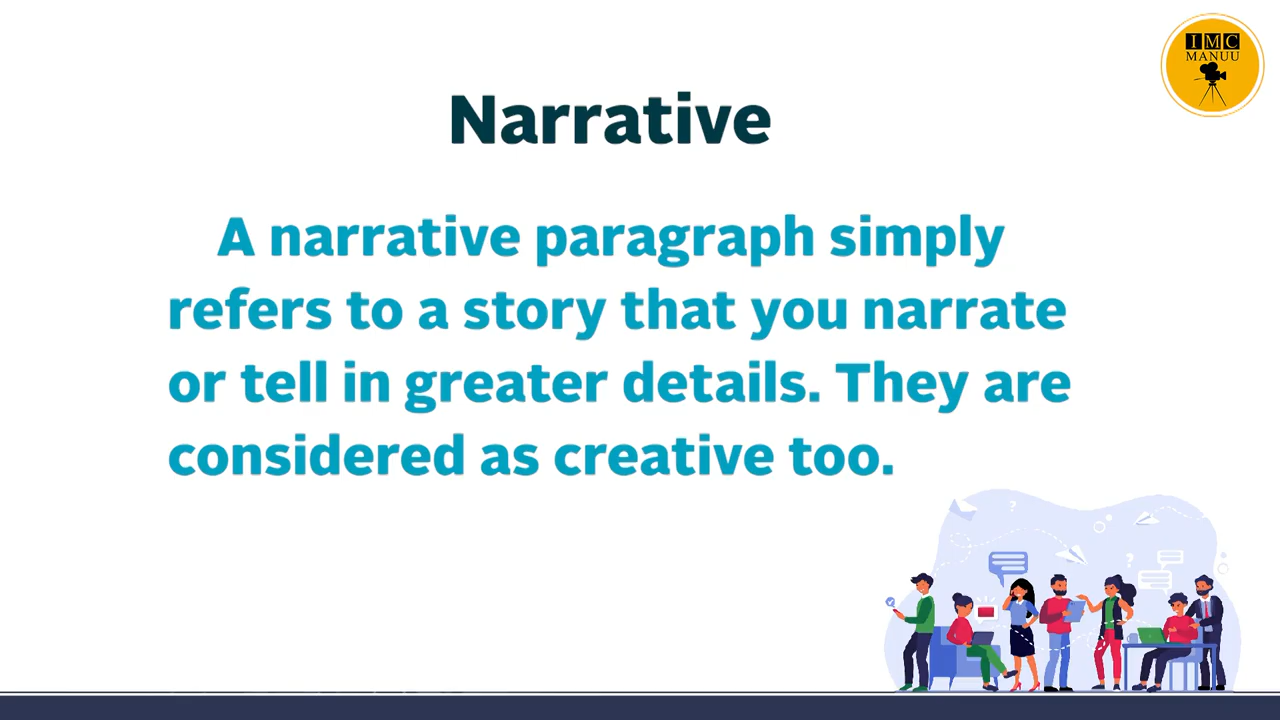 IMC
MANUU
Narrative
A narrative paragraph simply
refers to a story that you narrate
or tell in greater details. They are
considered as creative too.